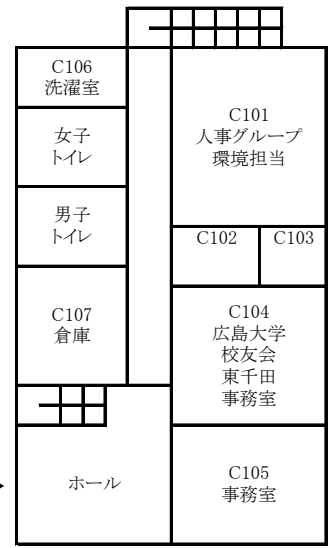 C106
洗濯室
女子
トイレ
男子
トイレ
C107
倉庫
ホール
C101
人事グループ
環境担当
C102
C103
C104
広島大学
校友会
東千田
事務室
C105
事務室